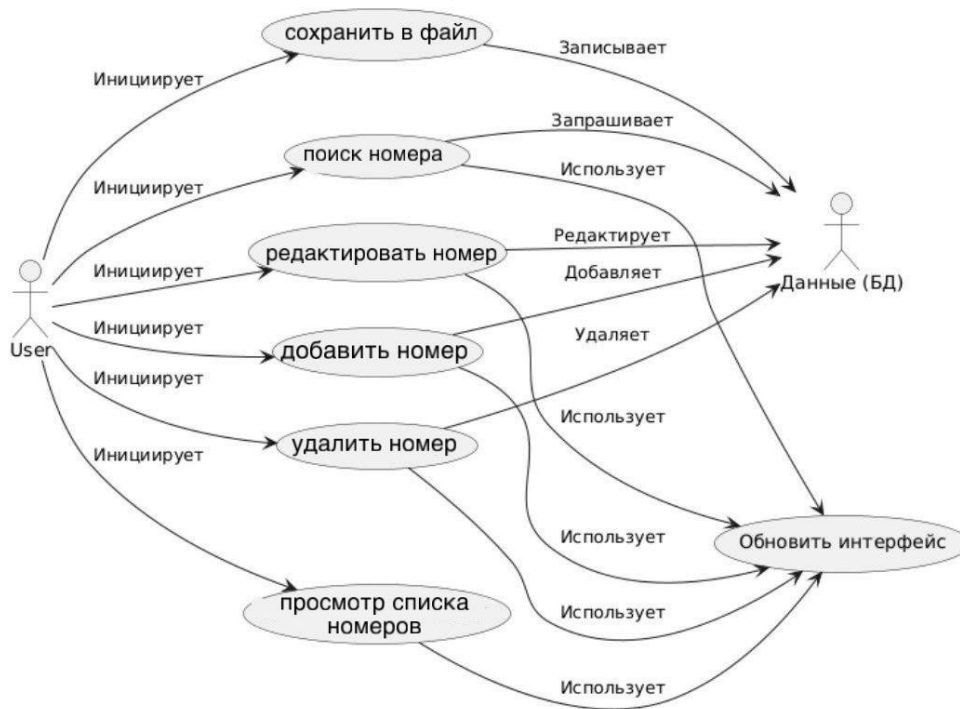 сохранить в файл
Записывает
Инициирует
Запрашивает
поиск номера
Использует
Инициирует
Редактирует
редактировать номер
Инициирует
Добавляет
Данные (БД)
User
Инициирует
добавить номер
Удаляет
Инициирует
Использует
удалить номер
Инициирует
Использует
Обновить интерфейс
просмотр списка
номеров
Использует
Использует